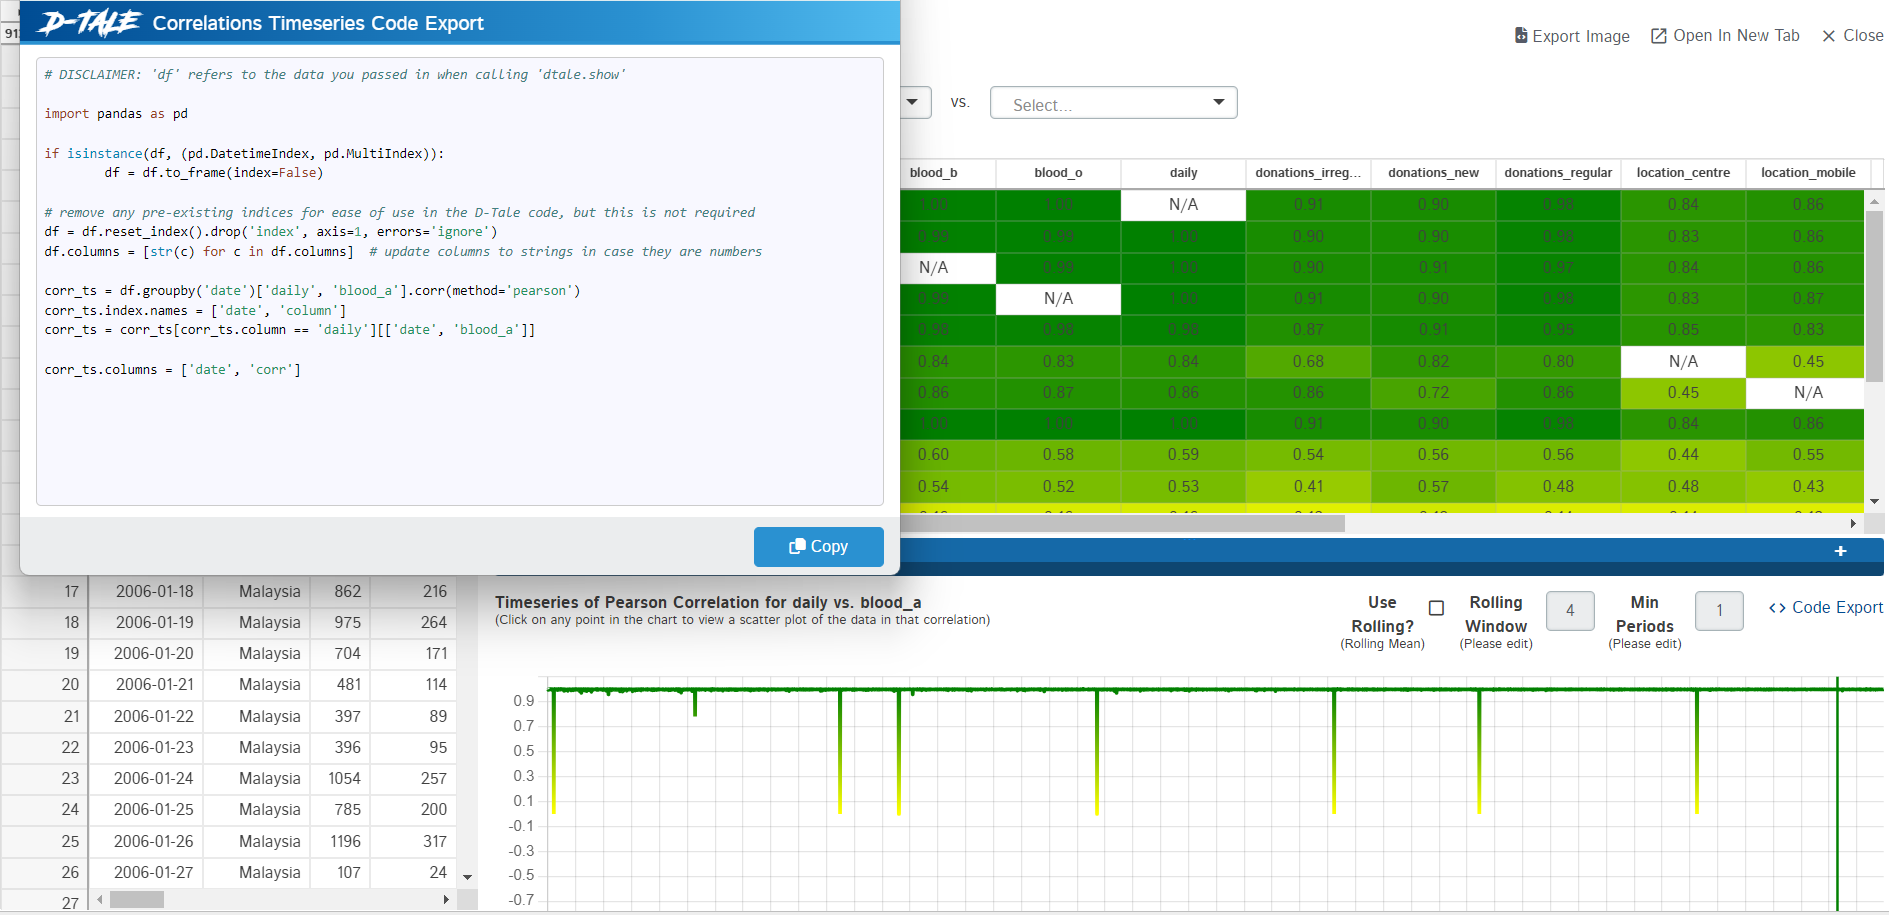 D-TALE Correlations Timeseries Code Export
# DISCLAIMER: 'df' refers to the data you passed in when calling 'dtale.show'
import pandas as pd
if isinstance(df, (pd.DatetimeIndex, pd.MultiIndex)):
df = df.to_frame(index=False)
# remove any pre-existing indices for ease of use in the D-Tale code, but this is not required
df = df.reset_index().drop('index', axis=1, errors='ignore')
df.columns = [str(c) for c in df.columns]  # update columns to strings in case they are numbers
corr_ts = df.groupby('date')['daily', 'blood_a'].corr(method='pearson')
corr_ts.index.names = ['date', 'column']
corr_ts = corr_ts[corr_ts.column == 'daily'][['date', 'blood_a']]
corr_ts.columns = ['date', 'corr']
Copy
Export Image Open In New Tab Close
vs. Select...
blood_b blood_o daily donations_irreg... donations_new donations_regular location_centre location_mobile
1.00 1.00 N/A 0.91 0.90 0.98 0.84 0.86
0.99 0.99 1.00 0.90 0.90 0.98 0.83 0.86
N/A 0.99 1.00 0.90 0.91 0.97 0.84 0.86
0.99 N/A 1.00 0.91 0.90 0.98 0.83 0.87
0.98 0.98 0.98 0.87 0.91 0.95 0.85 0.83
0.84 0.83 0.84 0.68 0.82 0.80 N/A 0.45
0.86 0.87 0.86 0.86 0.72 0.86 0.45 N/A
1.00 1.00 1.00 0.91 0.90 0.98 0.84 0.86
0.60 0.58 0.59 0.54 0.56 0.56 0.44 0.55
0.54 0.52 0.53 0.41 0.57 0.48 0.48 0.43
+
17 2006-01-18 Malaysia 862 216
18 2006-01-19 Malaysia 975 264
19 2006-01-20 Malaysia 704 171
20 2006-01-21 Malaysia 481 114
21 2006-01-22 Malaysia 397 89
22 2006-01-23 Malaysia 396 95
23 2006-01-24 Malaysia 1054 257
24 2006-01-25 Malaysia 785 200
25 2006-01-26 Malaysia 1196 317
26 2006-01-27 Malaysia 107 24
27
Timeseries of Pearson Correlation for daily vs. blood_a
(Click on any point in the chart to view a scatter plot of the data in that correlation)
Use Rolling?
(Rolling Mean)
Rolling Window
(Please edit)
4
Min Periods
(Please edit)
1
<> Code Export
0.9
0.7
0.5
0.3
0.1
-0.1
-0.3
-0.5
-0.7